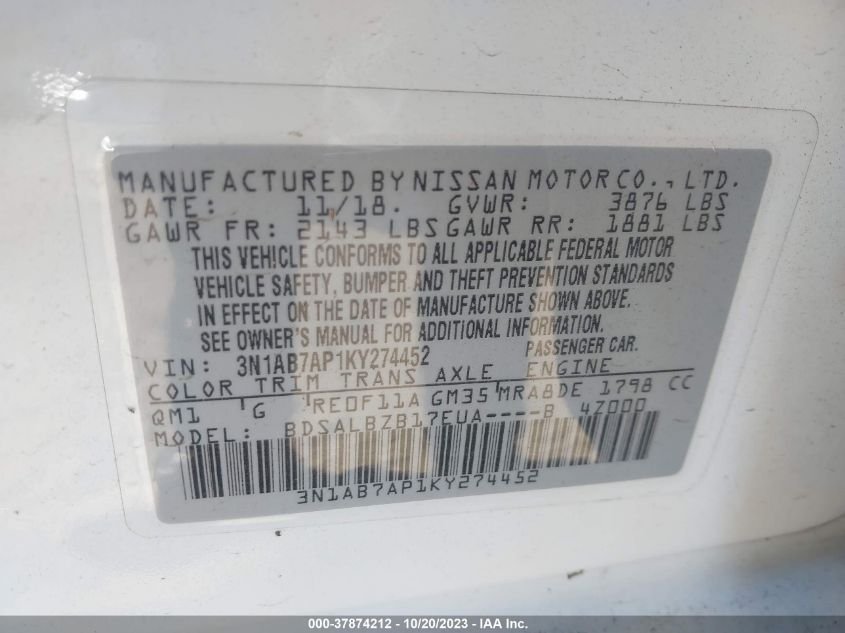 MANUFACTURED BY NISSAN MOTOR CO., LTD.
DATE: 11/18. GVWR: 3876 LBS
GAWR FR: 2143 LBS GAWR RR: 1881 LBS
THIS VEHICLE CONFORMS TO ALL APPLICABLE FEDERAL MOTOR
VEHICLE SAFETY, BUMPER AND THEFT PREVENTION STANDARDS
IN EFFECT ON THE DATE OF MANUFACTURE SHOWN ABOVE.
SEE OWNER'S MANUAL FOR ADDITIONAL INFORMATION.
VIN: 3N1AB7AP1KY274452 PASSENGER CAR.
COLOR TRIM TRANS AXLE ENGINE
QM1 G RE0F11A GM35 MRA8DE 1798 CC
MODEL: BDSALBZB17EUA----B 4Z000
3N1AB7AP1KY274452
000-37874212 - 10/20/2023 - IAA Inc.